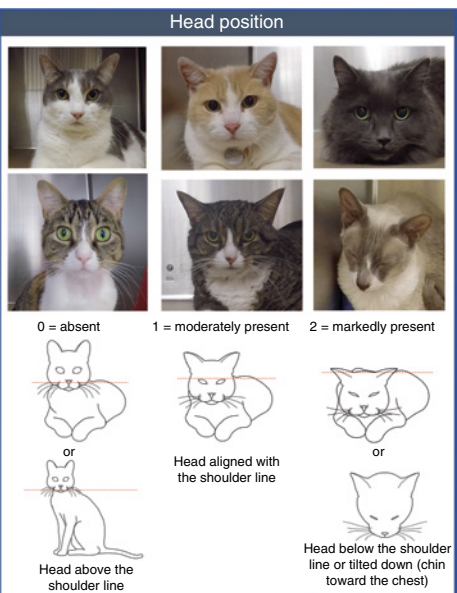 Head position
0 = absent
1 = moderately present
2 = markedly present
or
Head aligned with
the shoulder line
or
Head above the
shoulder line
Head below the shoulder
line or tilted down (chin
toward the chest)